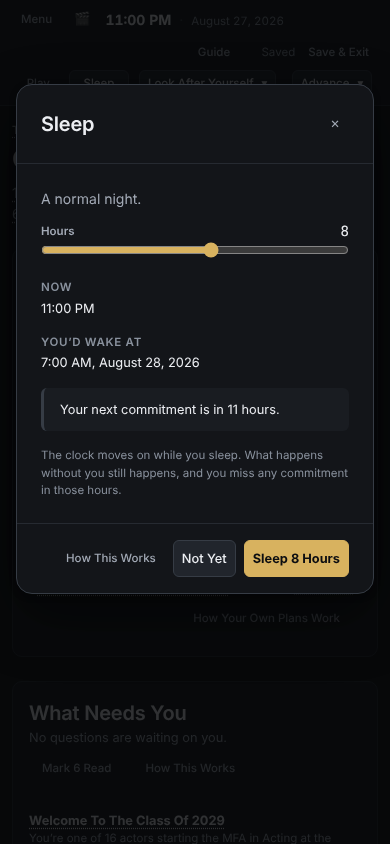 Menu 🎬 11:00 PM August 27, 2026
Guide Saved Save & Exit
Play Sleep Look After Yourself ▾ Advance ▾
Sleep ×
A normal night.
Hours 8
NOW
11:00 PM
YOU'D WAKE AT
7:00 AM, August 28, 2026
Your next commitment is in 11 hours.
The clock moves on while you sleep. What happens
without you still happens, and you miss any commitment
in those hours.
How This Works Not Yet Sleep 8 Hours
How Your Own Plans Work
What Needs You
No questions are waiting on you.
Mark 6 Read How This Works
Welcome To The Class Of 2029
You're one of 16 actors starting the MFA in Acting at the